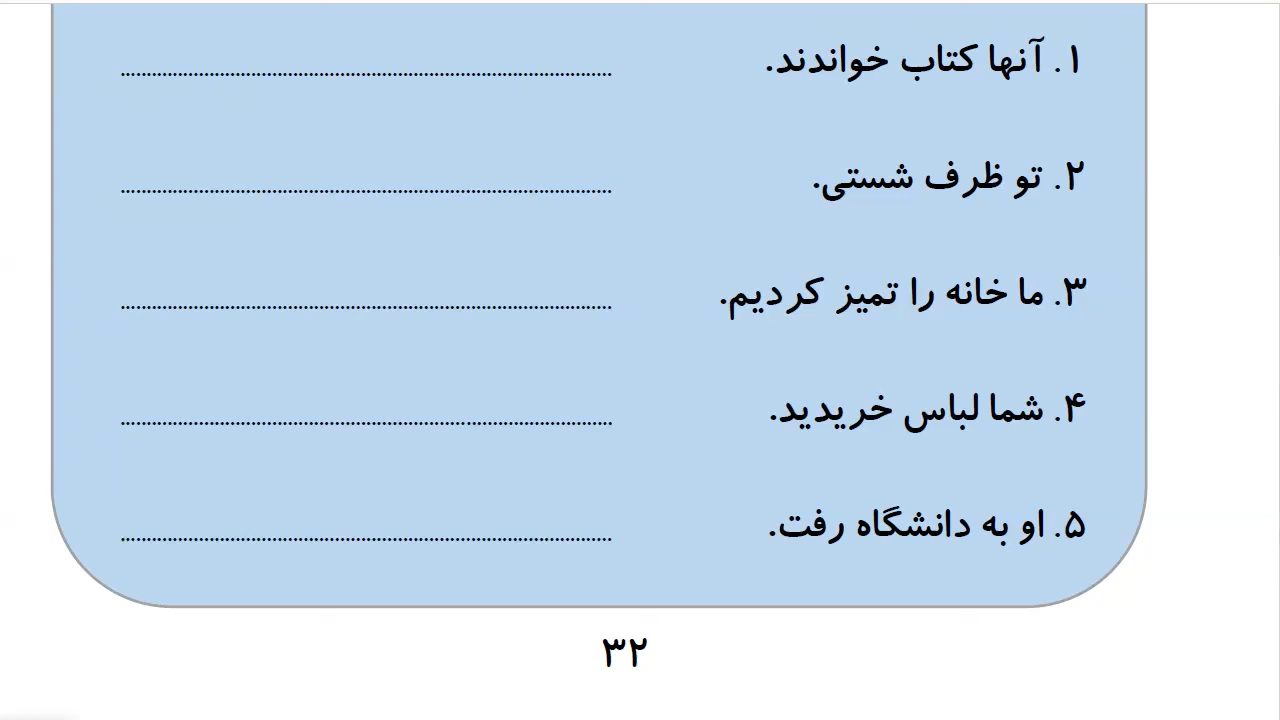 ۱. آنها کتاب خواندند. ........................................................
۲. تو ظرف شستی. ........................................................
۳. ما خانه را تمیز کردیم. ........................................................
۴. شما لباس خریدید. ........................................................
۵. او به دانشگاه رفت. ........................................................
۳۲